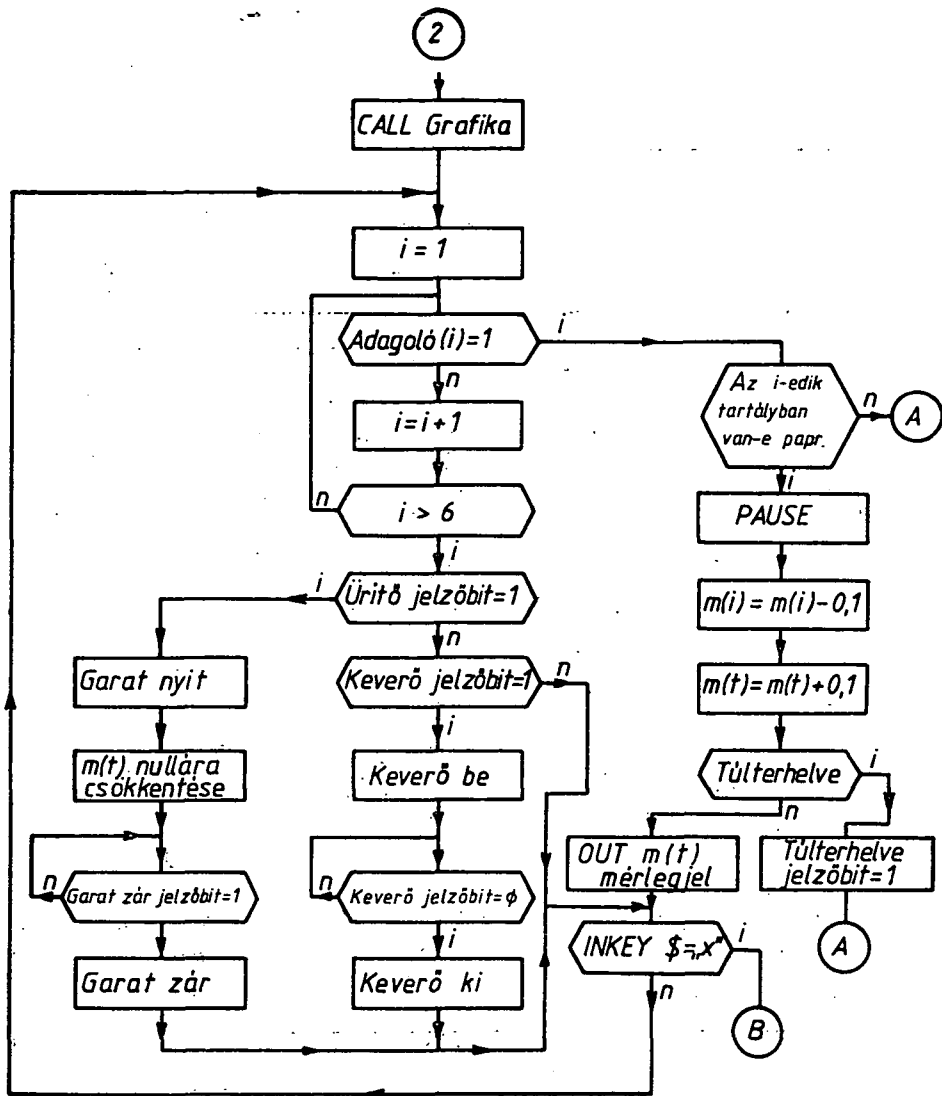 2
CALL Grafika
i = 1
Adagoló(i)=1
i
n
i=i+1
n
i > 6
i
Ürítő jelzőbit=1
i
n
Garat nyit
m(t) nullára
csökkentése
n
Garat zár jelzőbit=1
Garat zár
Keverő jelzőbit=1
n
i
Keverő be
n
Keverő jelzőbit=ϕ
i
Keverő ki
Az i-edik
tartályban
van-e papr.
n
A
i
PAUSE
m(i)=m(i)-0,1
m(t)=m(t)+0,1
Túlterhelve
i
n
OUT m(t)
mérlegjel
Túlterhelve
jelzőbit=1
A
INKEY $=„x"
i
n
B